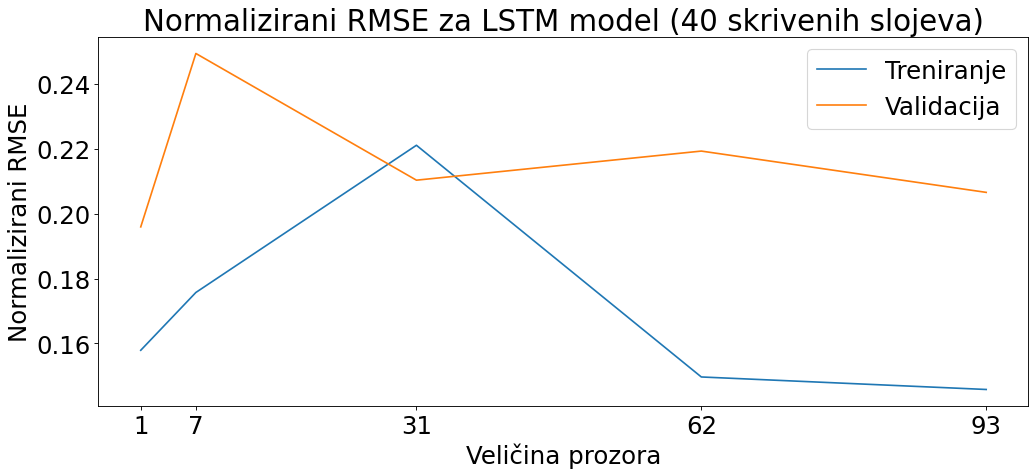 Normalizirani RMSE za LSTM model (40 skrivenih slojeva)
Treniranje
Validacija
Normalizirani RMSE
0.24
0.22
0.20
0.18
0.16
1 7 31 62 93
Veličina prozora